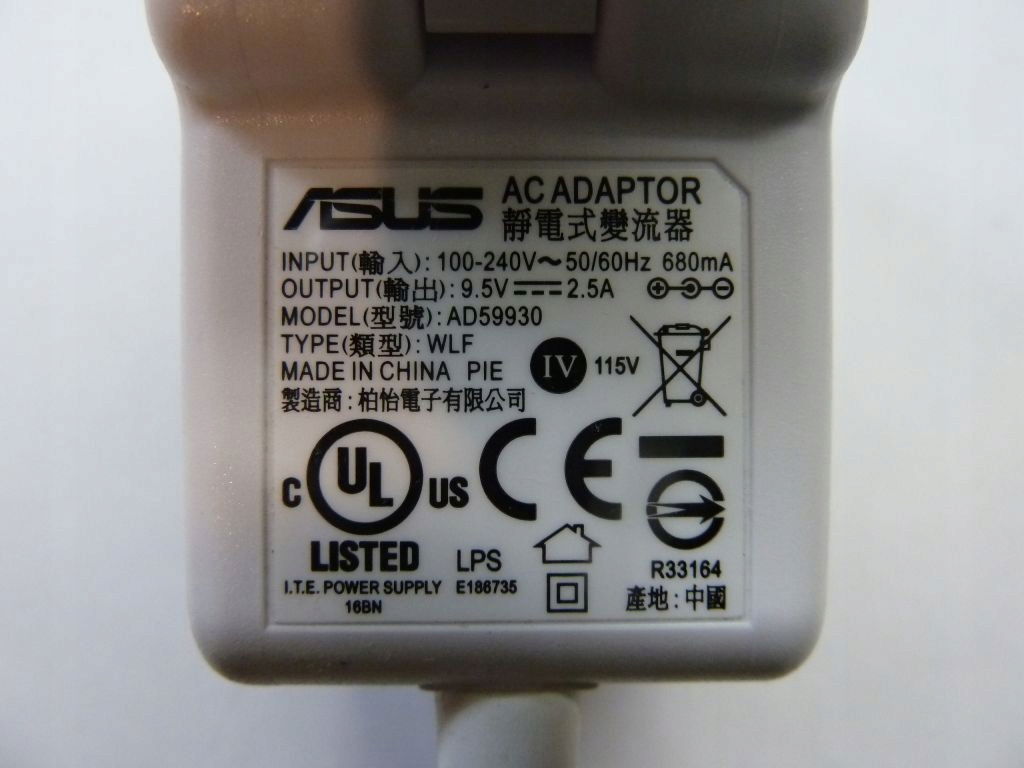 ASUS AC ADAPTOR
靜電式變流器
INPUT(輸入): 100-240V～50/60Hz 680mA
OUTPUT(輸出): 9.5V⎓2.5A
MODEL(型號): AD59930
TYPE(類型): WLF
MADE IN CHINA PIE
IV 115V
製造商: 柏怡電子有限公司
C UL US CE
LISTED LPS
I.T.E. POWER SUPPLY E186735
16BN
R33164
產地: 中國